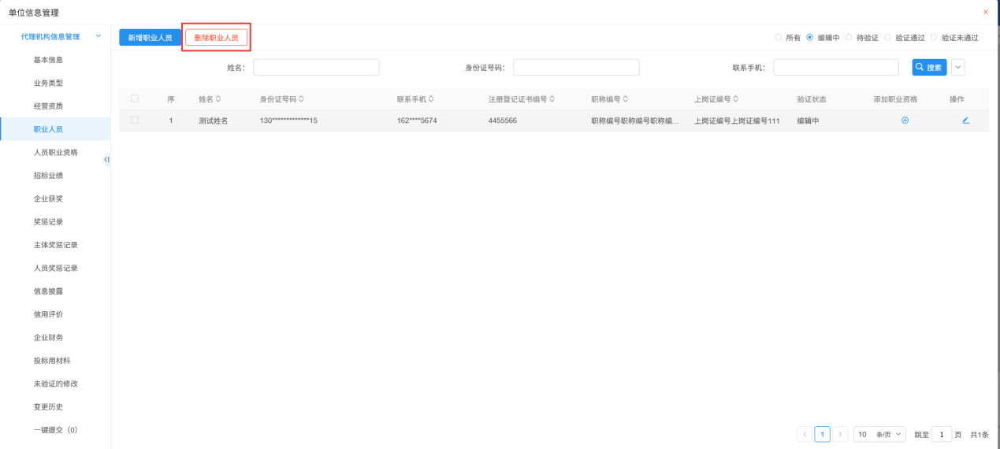 单位信息管理
代理机构信息管理
基本信息
业务类型
经营资质
职业人员
人员职业资格
招标业绩
企业获奖
奖惩记录
主体奖惩记录
人员奖惩记录
信息披露
信用评价
企业财务
投标用材料
未验证的修改
变更历史
一键提交（0）
新增职业人员 删除职业人员 所有 编辑中 待验证 验证通过 验证未通过
姓名： 身份证号码： 联系手机： 搜索
序 姓名 身份证号码 联系手机 注册登记证书编号 职称编号 上岗证编号 验证状态 添加职业资格 操作
1 测试姓名 130*************15 162****5674 4455566 职称编号职称编号职称编... 上岗证编号上岗证编号111 编辑中
1 10 条/页 跳至 1 页 共1条